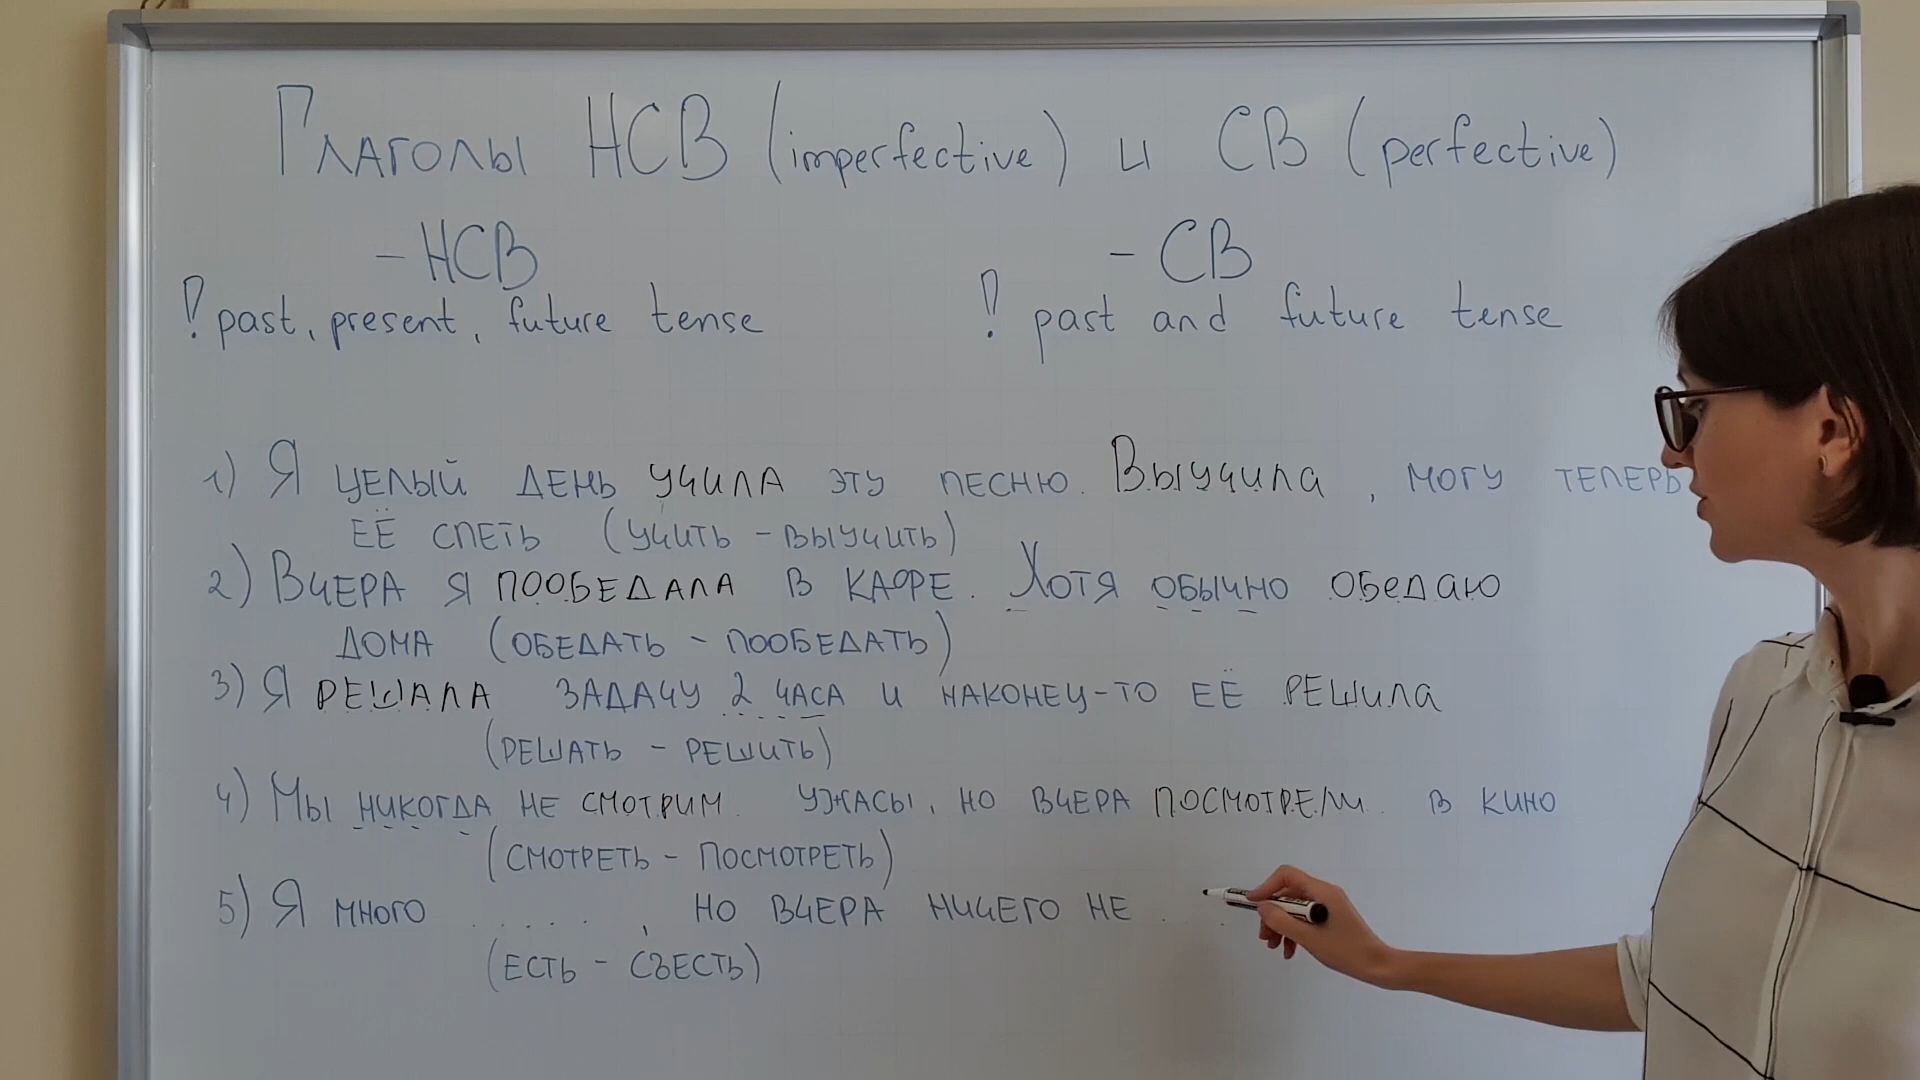 Глаголы НСВ (imperfective) и СВ (perfective)
- НСВ
! past, present, future tense
- СВ
! past and future tense
1) Я ЦЕЛЫЙ ДЕНЬ УЧИЛА ЭТУ ПЕСНЮ. ВЫУЧИЛА, МОГУ ТЕПЕРЬ
ЕЁ СПЕТЬ (УЧИТЬ - ВЫУЧИТЬ)
2) ВЧЕРА Я ПООБЕДАЛА В КАФЕ. ХОТЯ ОБЫЧНО ОБЕДАЮ
ДОМА (ОБЕДАТЬ - ПООБЕДАТЬ)
3) Я РЕШАЛА ЗАДАЧУ 2 ЧАСА И НАКОНЕЦ-ТО ЕЁ РЕШИЛА
(РЕШАТЬ - РЕШИТЬ)
4) МЫ НИКОГДА НЕ СМОТРИМ УЖАСЫ, НО ВЧЕРА ПОСМОТРЕЛИ В КИНО
(СМОТРЕТЬ - ПОСМОТРЕТЬ)
5) Я МНОГО ....., НО ВЧЕРА НИЧЕГО НЕ ...
(ЕСТЬ - СЪЕСТЬ)